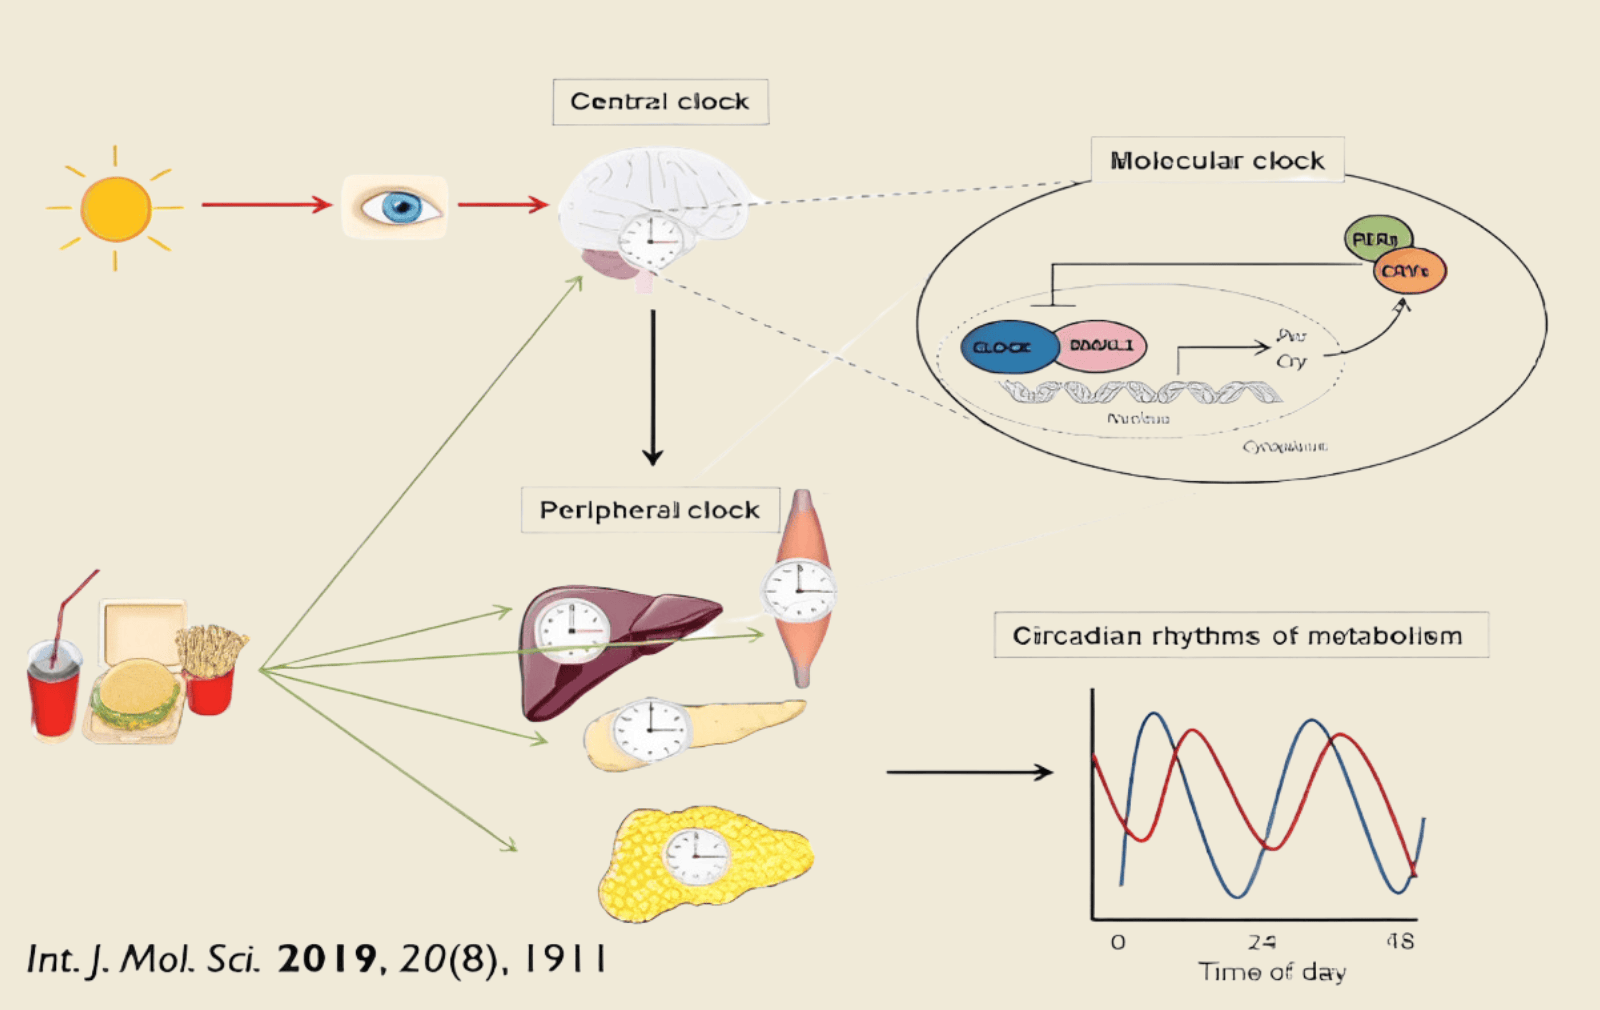 Central clock
Molecular clock
CLOCK
Cry
Nucleus
Peripheral clock
Circadian rhythms of metabolism
0
24
48
Time of day
Int. J. Mol. Sci. 2019, 20(8), 1911